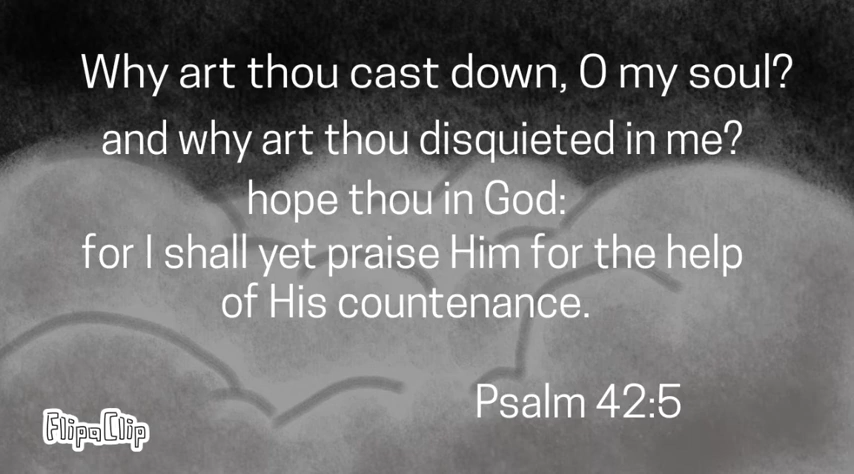 Why art thou cast down, O my soul?
and why art thou disquieted in me?
hope thou in God:
for I shall yet praise Him for the help
of His countenance.
Psalm 42:5
FlipaClip